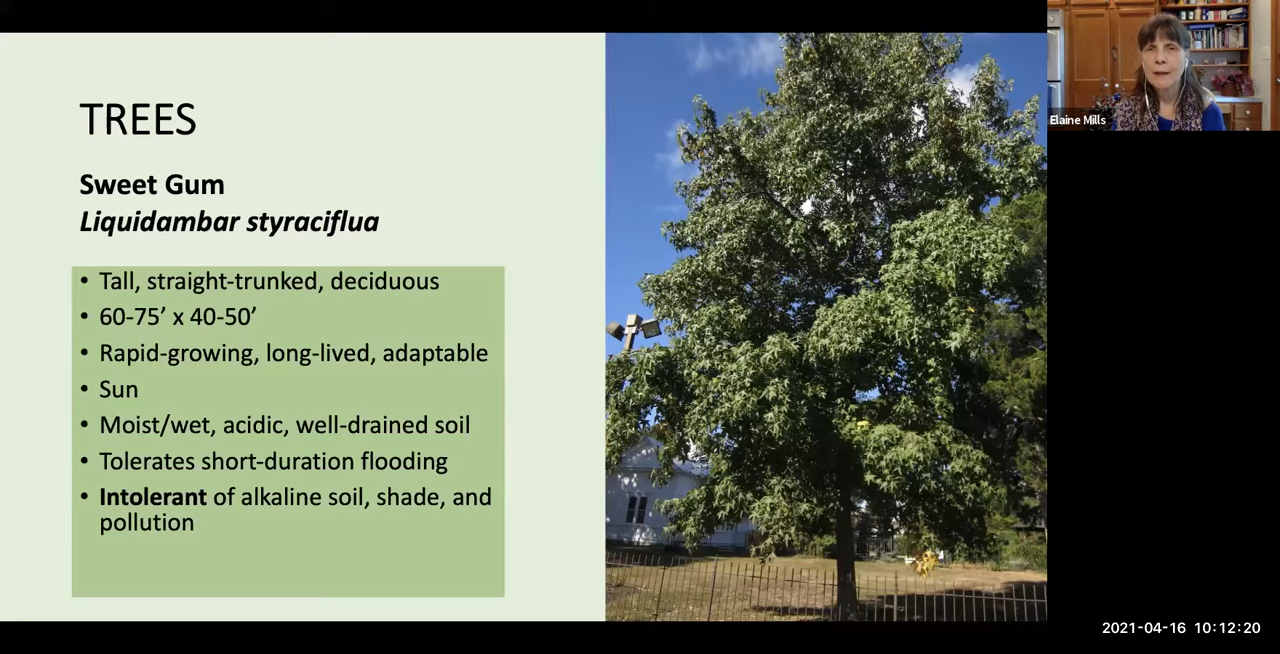 TREES
Sweet Gum
Liquidambar styraciflua
• Tall, straight-trunked, deciduous
• 60-75’ x 40-50’
• Rapid-growing, long-lived, adaptable
• Sun
• Moist/wet, acidic, well-drained soil
• Tolerates short-duration flooding
• Intolerant of alkaline soil, shade, and
pollution
Elaine Mills
2021-04-16 10:12:20